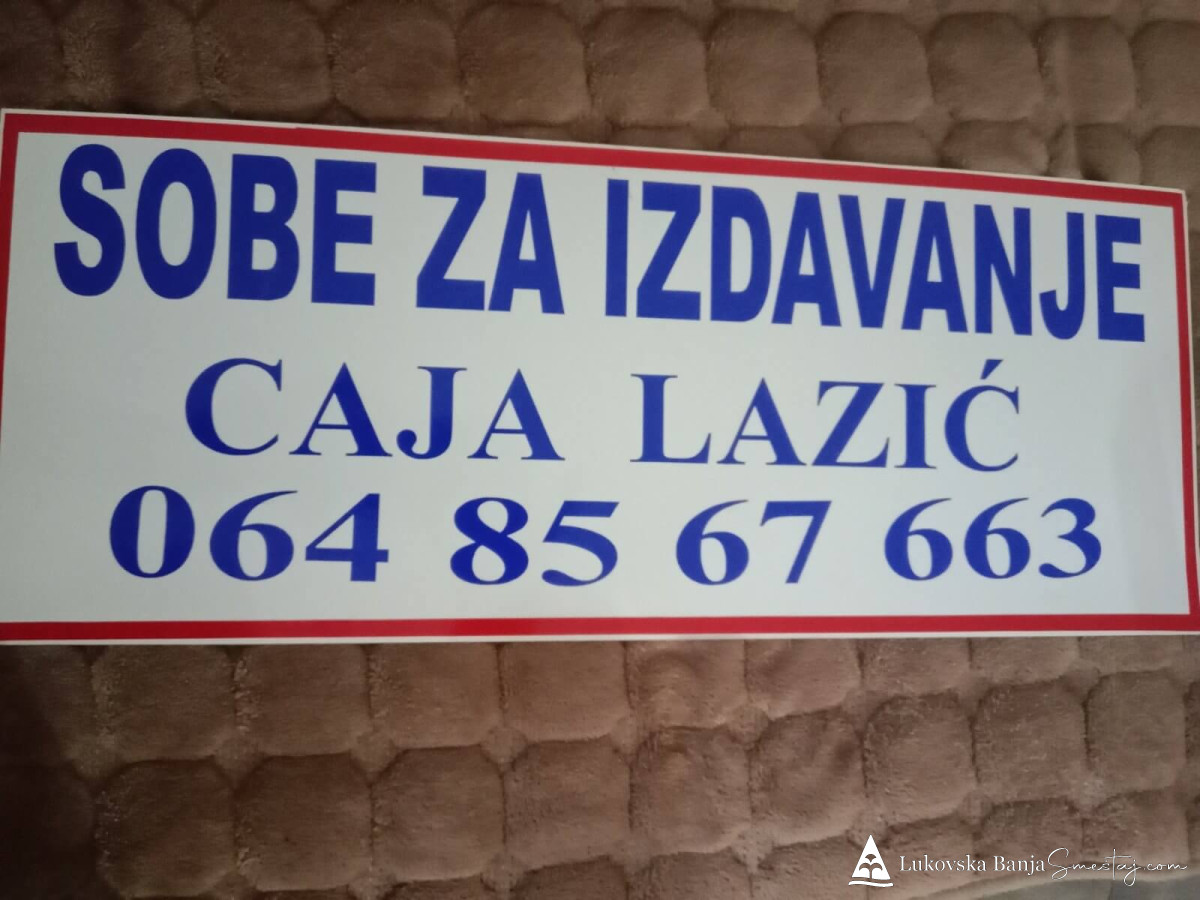 SOBE ZA IZDAVANJE
CAJA LAZIĆ
064 85 67 663
Lukovska Banja Smestaj.com